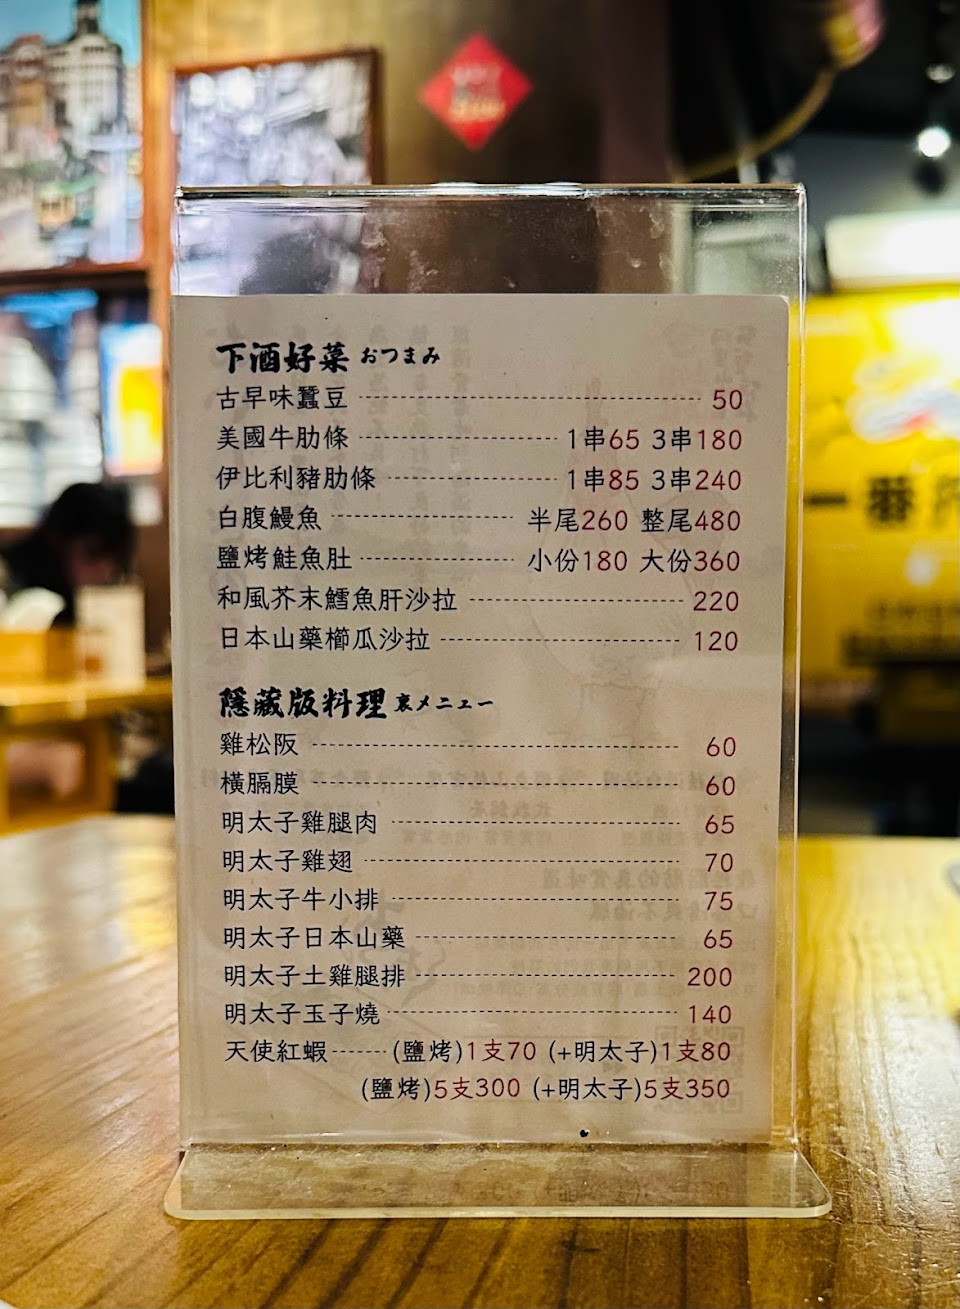 下酒好菜 おつまみ
古早味蠶豆 50
美國牛肋條 1串65 3串180
伊比利豬肋條 1串85 3串240
白腹鰻魚 半尾260 整尾480
鹽烤鮭魚肚 小份180 大份360
和風芥末鱈魚肝沙拉 220
日本山藥櫛瓜沙拉 120
隱藏版料理 裏メニュー
雞松阪 60
橫膈膜 60
明太子雞腿肉 65
明太子雞翅 70
明太子牛小排 75
明太子日本山藥 65
明太子土雞腿排 200
明太子玉子燒 140
天使紅蝦 (鹽烤)1支70 (+明太子)1支80
(鹽烤)5支300 (+明太子)5支350